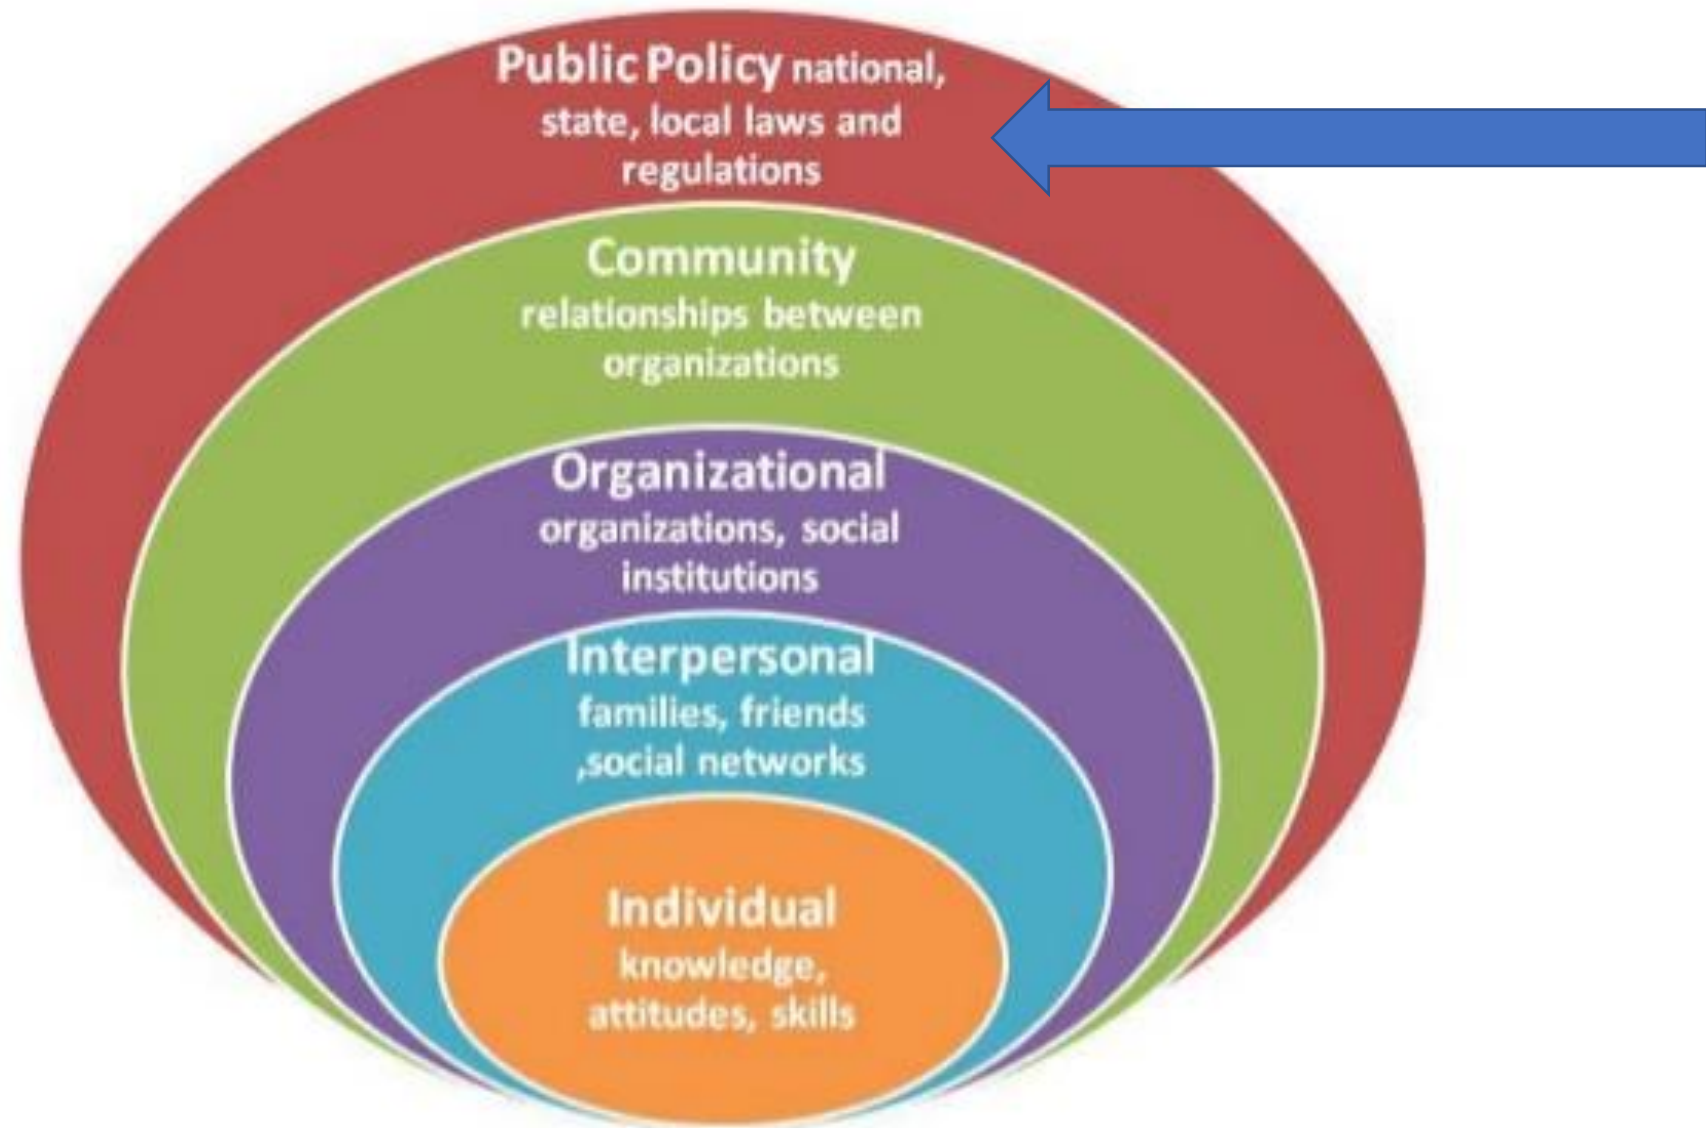 Public Policy national,
state, local laws and
regulations
Community
relationships between
organizations
Organizational
organizations, social
institutions
Interpersonal
families, friends
,social networks
Individual
knowledge,
attitudes, skills